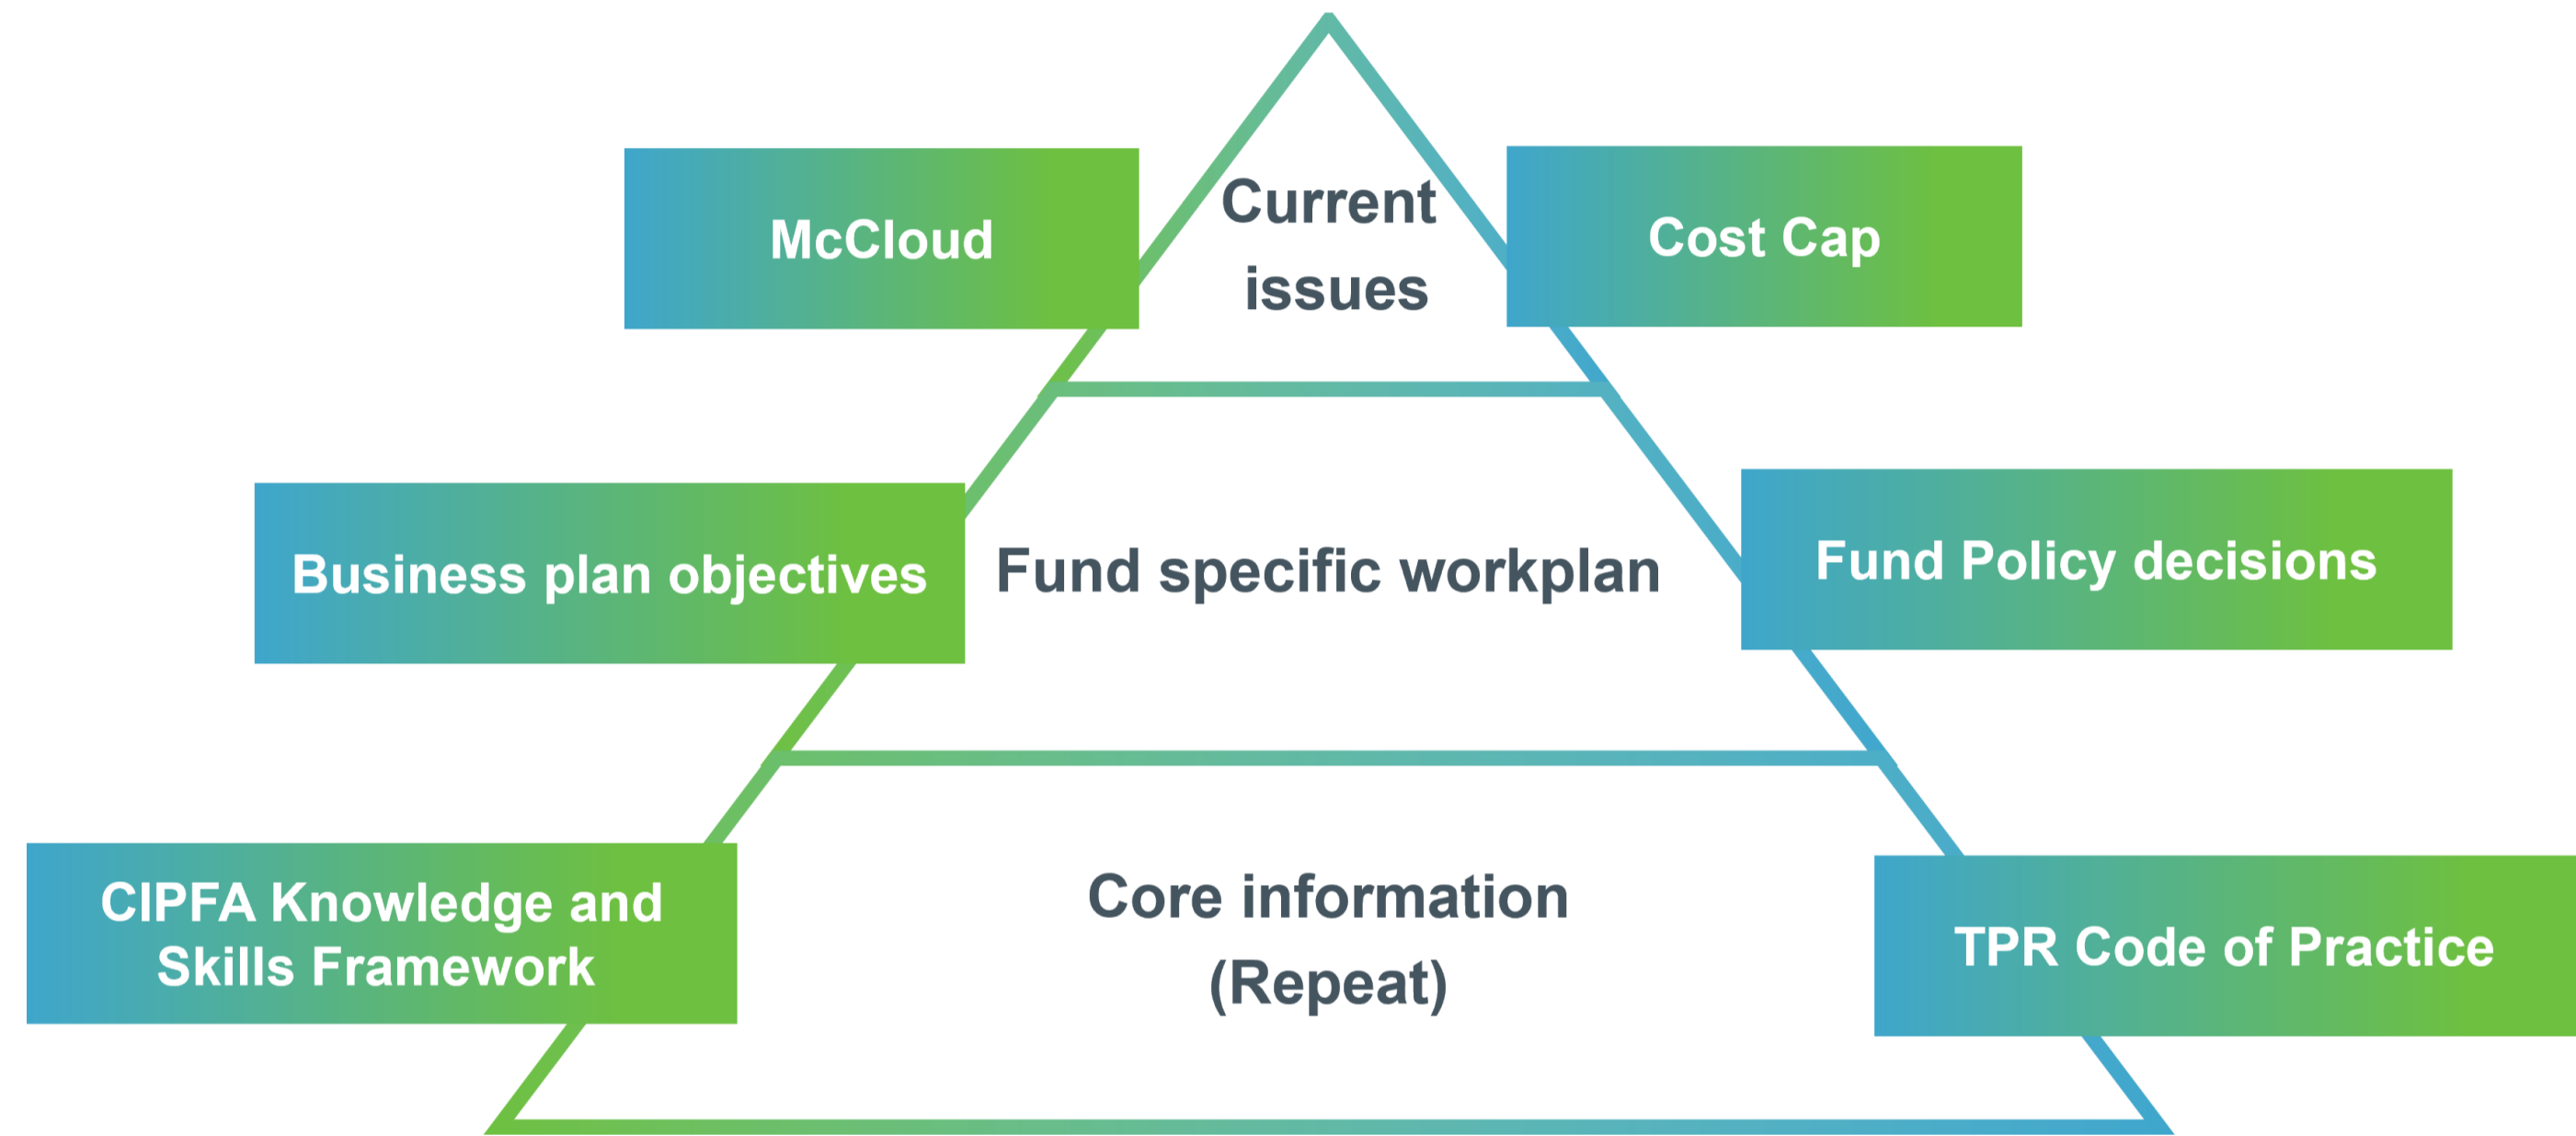 Current
issues
McCloud
Cost Cap
Business plan objectives
Fund specific workplan
Fund Policy decisions
CIPFA Knowledge and
Skills Framework
Core information
(Repeat)
TPR Code of Practice